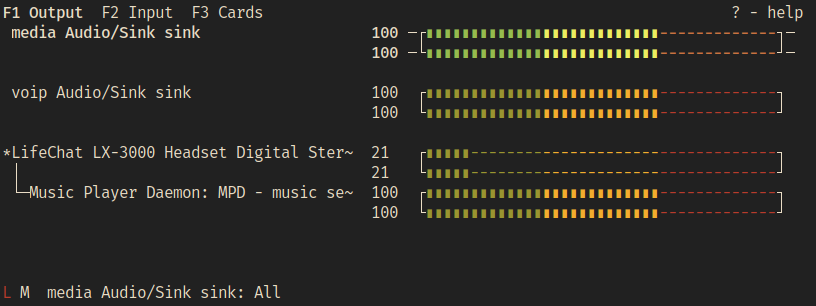 F1 Output F2 Input F3 Cards ? - help
media Audio/Sink sink 100
100
voip Audio/Sink sink 100
100
*LifeChat LX-3000 Headset Digital Ster~ 21
21
Music Player Daemon: MPD - music se~ 100
100
L M media Audio/Sink sink: All